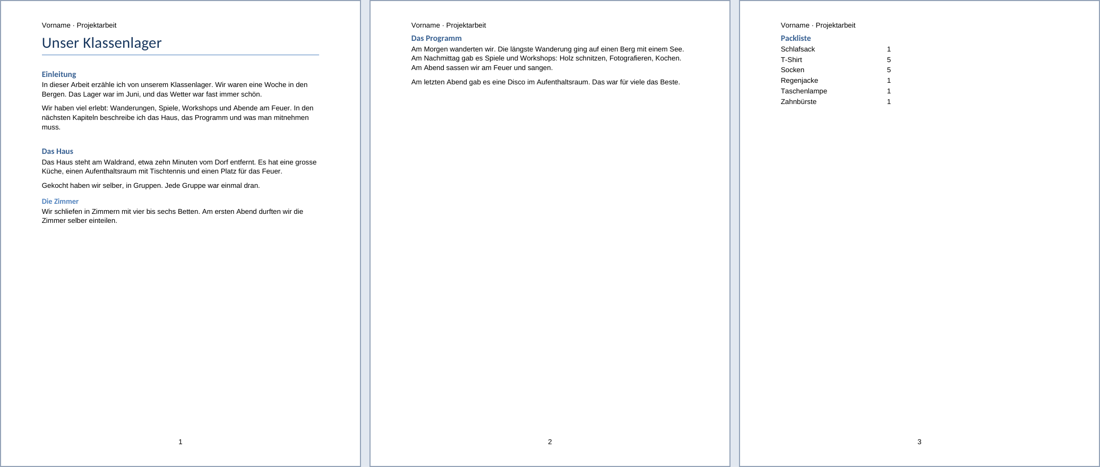 Vorname · Projektarbeit
Unser Klassenlager
Einleitung
In dieser Arbeit erzähle ich von unserem Klassenlager. Wir waren eine Woche in den
Bergen. Das Lager war im Juni, und das Wetter war fast immer schön.
Wir haben viel erlebt: Wanderungen, Spiele, Workshops und Abende am Feuer. In den
nächsten Kapiteln beschreibe ich das Haus, das Programm und was man mitnehmen
muss.
Das Haus
Das Haus steht am Waldrand, etwa zehn Minuten vom Dorf entfernt. Es hat eine grosse
Küche, einen Aufenthaltsraum mit Tischtennis und einen Platz für das Feuer.
Gekocht haben wir selber, in Gruppen. Jede Gruppe war einmal dran.
Die Zimmer
Wir schliefen in Zimmern mit vier bis sechs Betten. Am ersten Abend durften wir die
Zimmer selber einteilen.
1
Vorname · Projektarbeit
Das Programm
Am Morgen wanderten wir. Die längste Wanderung ging auf einen Berg mit einem See.
Am Nachmittag gab es Spiele und Workshops: Holz schnitzen, Fotografieren, Kochen.
Am Abend sassen wir am Feuer und sangen.
Am letzten Abend gab es eine Disco im Aufenthaltsraum. Das war für viele das Beste.
2
Vorname · Projektarbeit
Packliste
Schlafsack 1
T-Shirt 5
Socken 5
Regenjacke 1
Taschenlampe 1
Zahnbürste 1
3